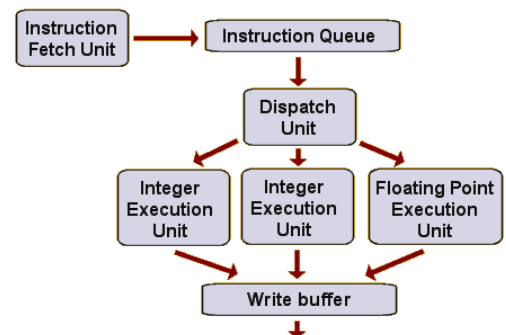 Instruction
Fetch Unit
Instruction Queue
Dispatch
Unit
Integer
Execution
Unit
Integer
Execution
Unit
Floating Point
Execution
Unit
Write buffer